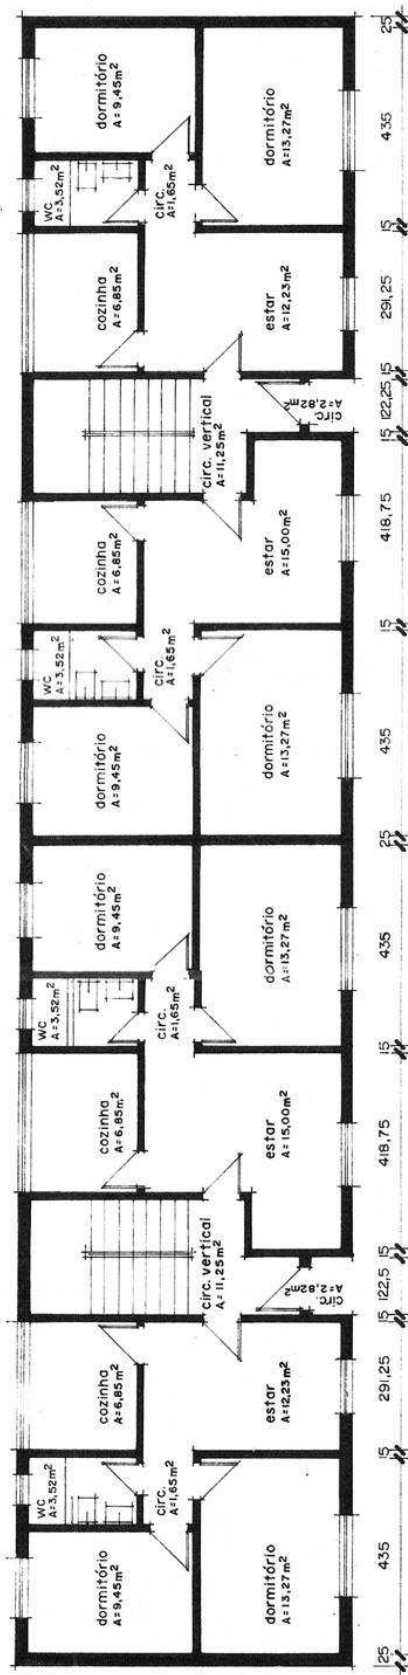 dormitório
A=9,45m²
WC
A=3,52m²
cozinha
A=6,85m²
circ.
A=1,65m²
dormitório
A=13,27m²
estar
A=12,23m²
circ. vertical
A=11,25m²
circ.
A=2,82m²
cozinha
A=6,85m²
WC
A=3,52m²
dormitório
A=9,45m²
circ.
A=1,65m²
estar
A=15,00m²
dormitório
A=13,27m²
dormitório
A=9,45m²
WC
A=3,52m²
cozinha
A=6,85m²
circ.
A=1,65m²
dormitório
A=13,27m²
estar
A=15,00m²
circ. vertical
A=11,25m²
circ.
A=2,82m²
cozinha
A=6,85m²
WC
A=3,52m²
dormitório
A=9,45m²
circ.
A=1,65m²
estar
A=12,23m²
dormitório
A=13,27m²
25 435 15 291,25 15 122,5 15 418,75 15 435 25 435 15 418,75 15 122,25 15 291,25 15 435 25